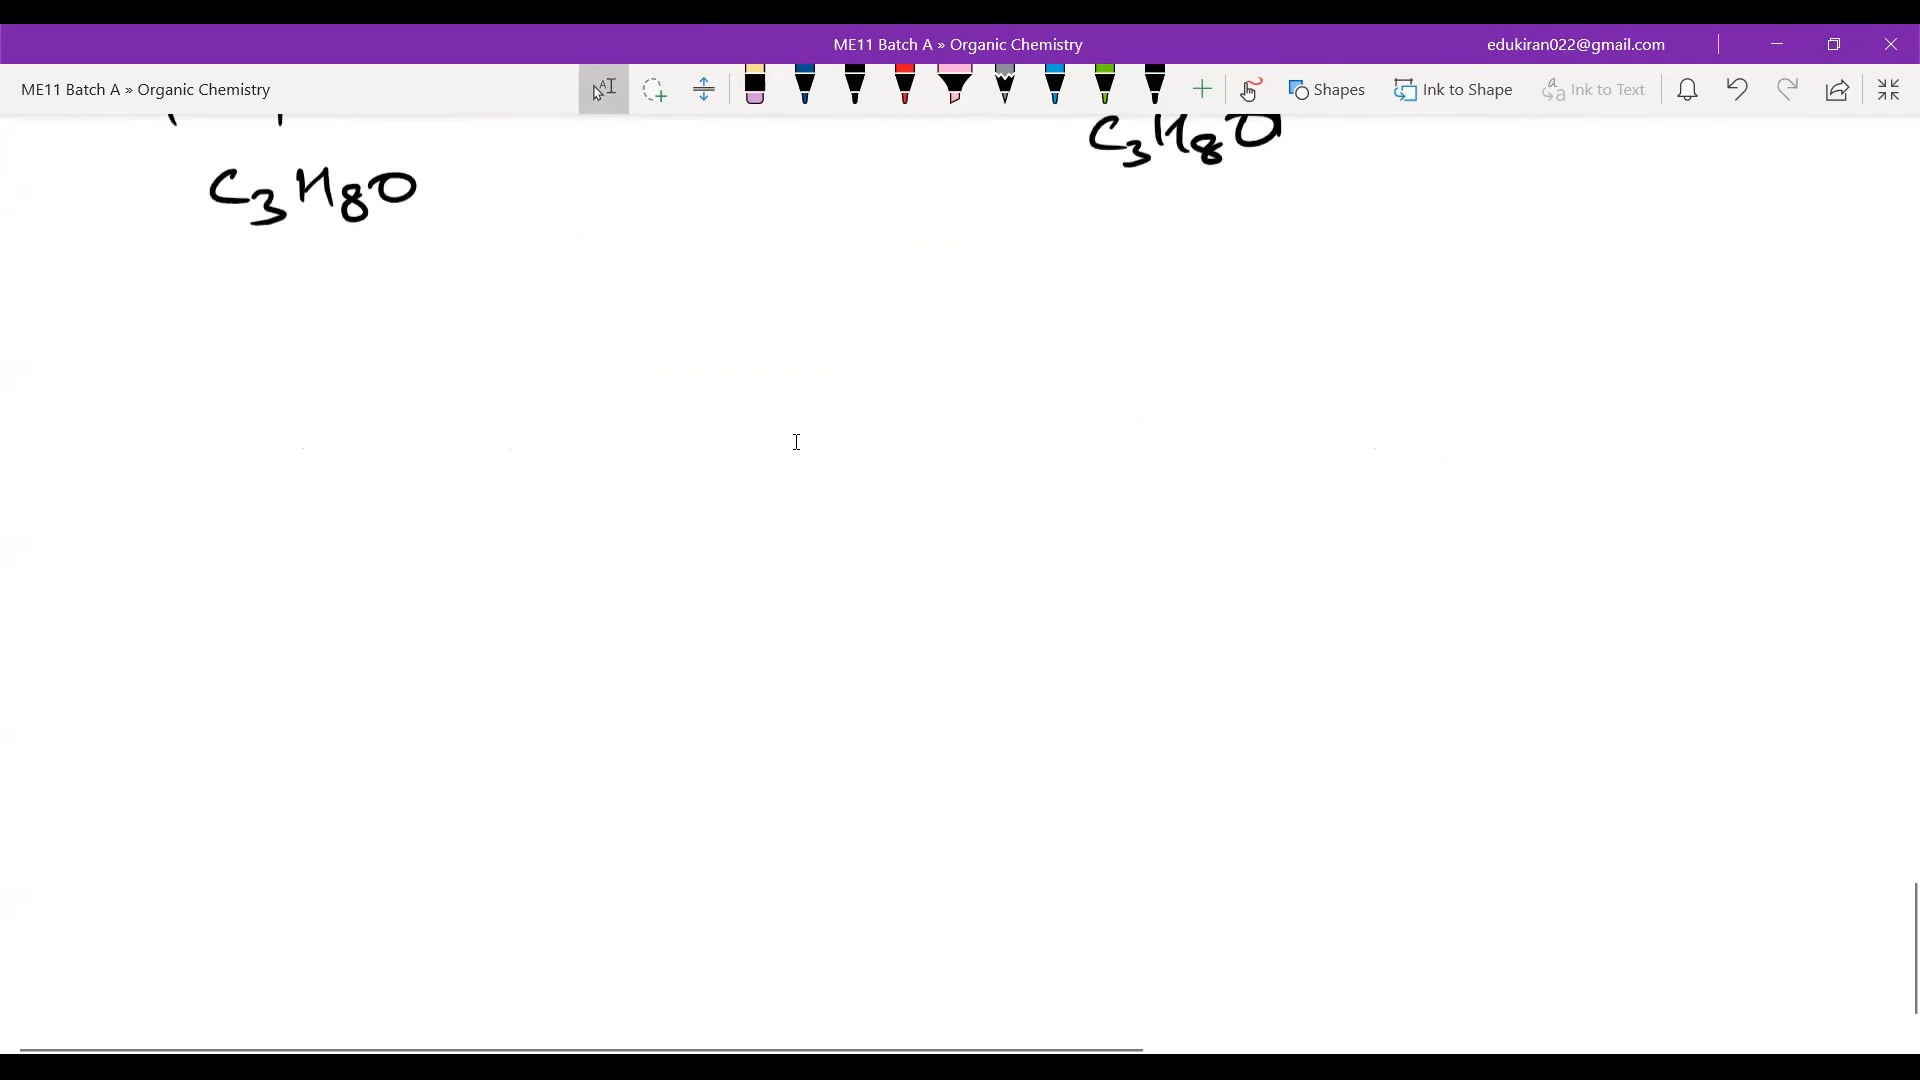 ME11 Batch A » Organic Chemistry
edukiran022@gmail.com
ME11 Batch A » Organic Chemistry
Shapes
Ink to Shape
Ink to Text
C₃H₈O
C₃H₈O